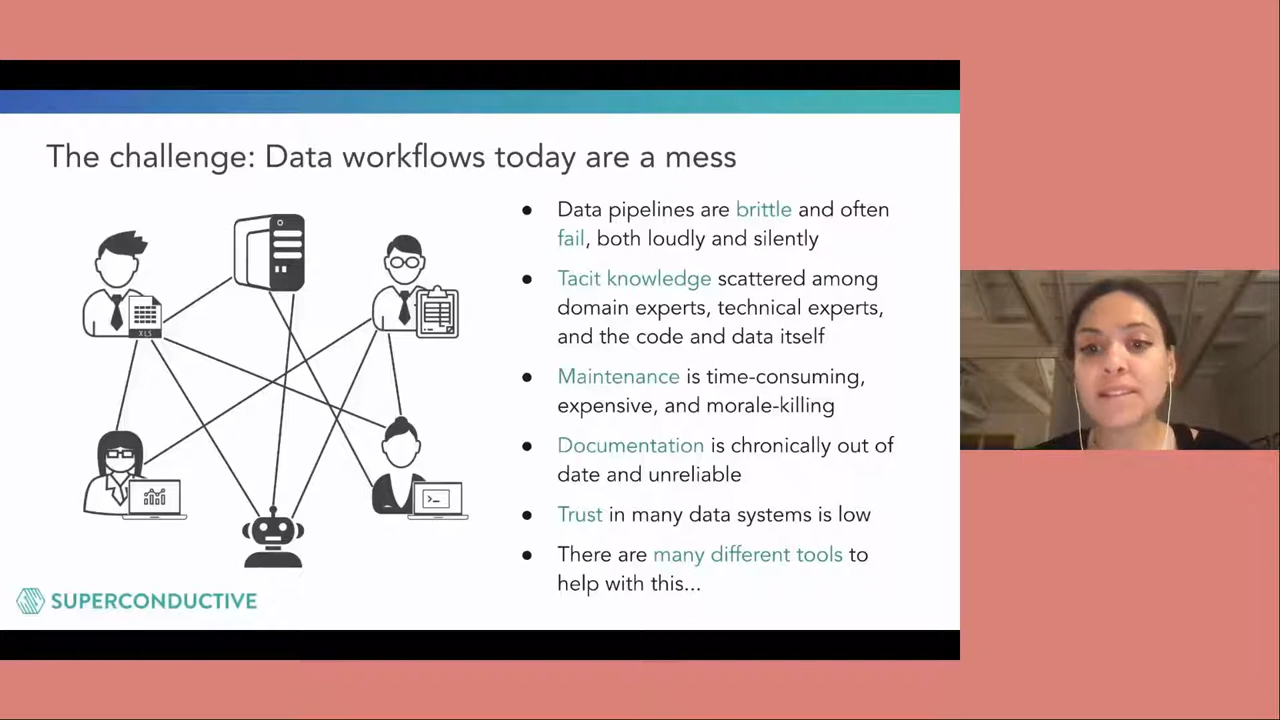 The challenge: Data workflows today are a mess
XLS
● Data pipelines are brittle and often
fail, both loudly and silently
● Tacit knowledge scattered among
domain experts, technical experts,
and the code and data itself
● Maintenance is time-consuming,
expensive, and morale-killing
● Documentation is chronically out of
date and unreliable
● Trust in many data systems is low
● There are many different tools to
help with this...
SUPERCONDUCTIVE